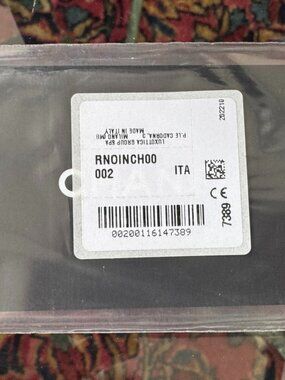 P.LE CADORNA, 3 MILANO (MI)
LUXOTTICA GROUP SPA
MADE IN ITALY
202210
RNOINCH00
002 ITA
CE
7389
00200116147389